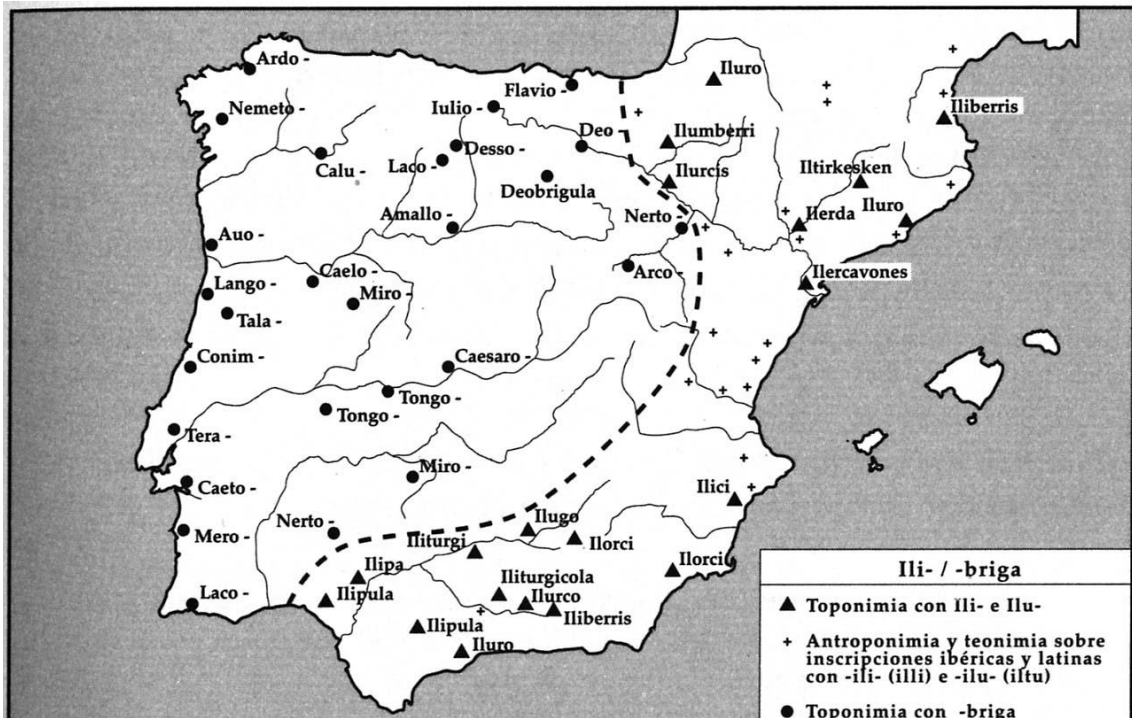 Ardo -
Iluro
Flavio -
Nemeto -
Iulio -
Iliberris
Deo -
Ilumberri
Desso -
Calu -
Laco -
Ilurcis
Iltirkesken
Deobrigula
Ilerda
Iluro
Amallo -
Nerto -
Auo -
Arco -
Ilercavones
Caelo -
Lango -
Miro -
Tala -
Conim -
Caesaro -
Tongo -
Tongo -
Tera -
Miro -
Caeto -
Ilici
Mero -
Nerto -
Ilugo
Iliturgi
Ilorci
Ilorci
Ilipa
Iliturgicola
Laco -
Ilipula
Ilurco
Iliberris
Ilipula
Iluro
Ili- / -briga
Toponimia con Ili- e Ilu-
Antroponimia y teonimia sobre
inscripciones ibéricas y latinas
con -ili- (illi) e -ilu- (iltu)
Toponimia con -briga